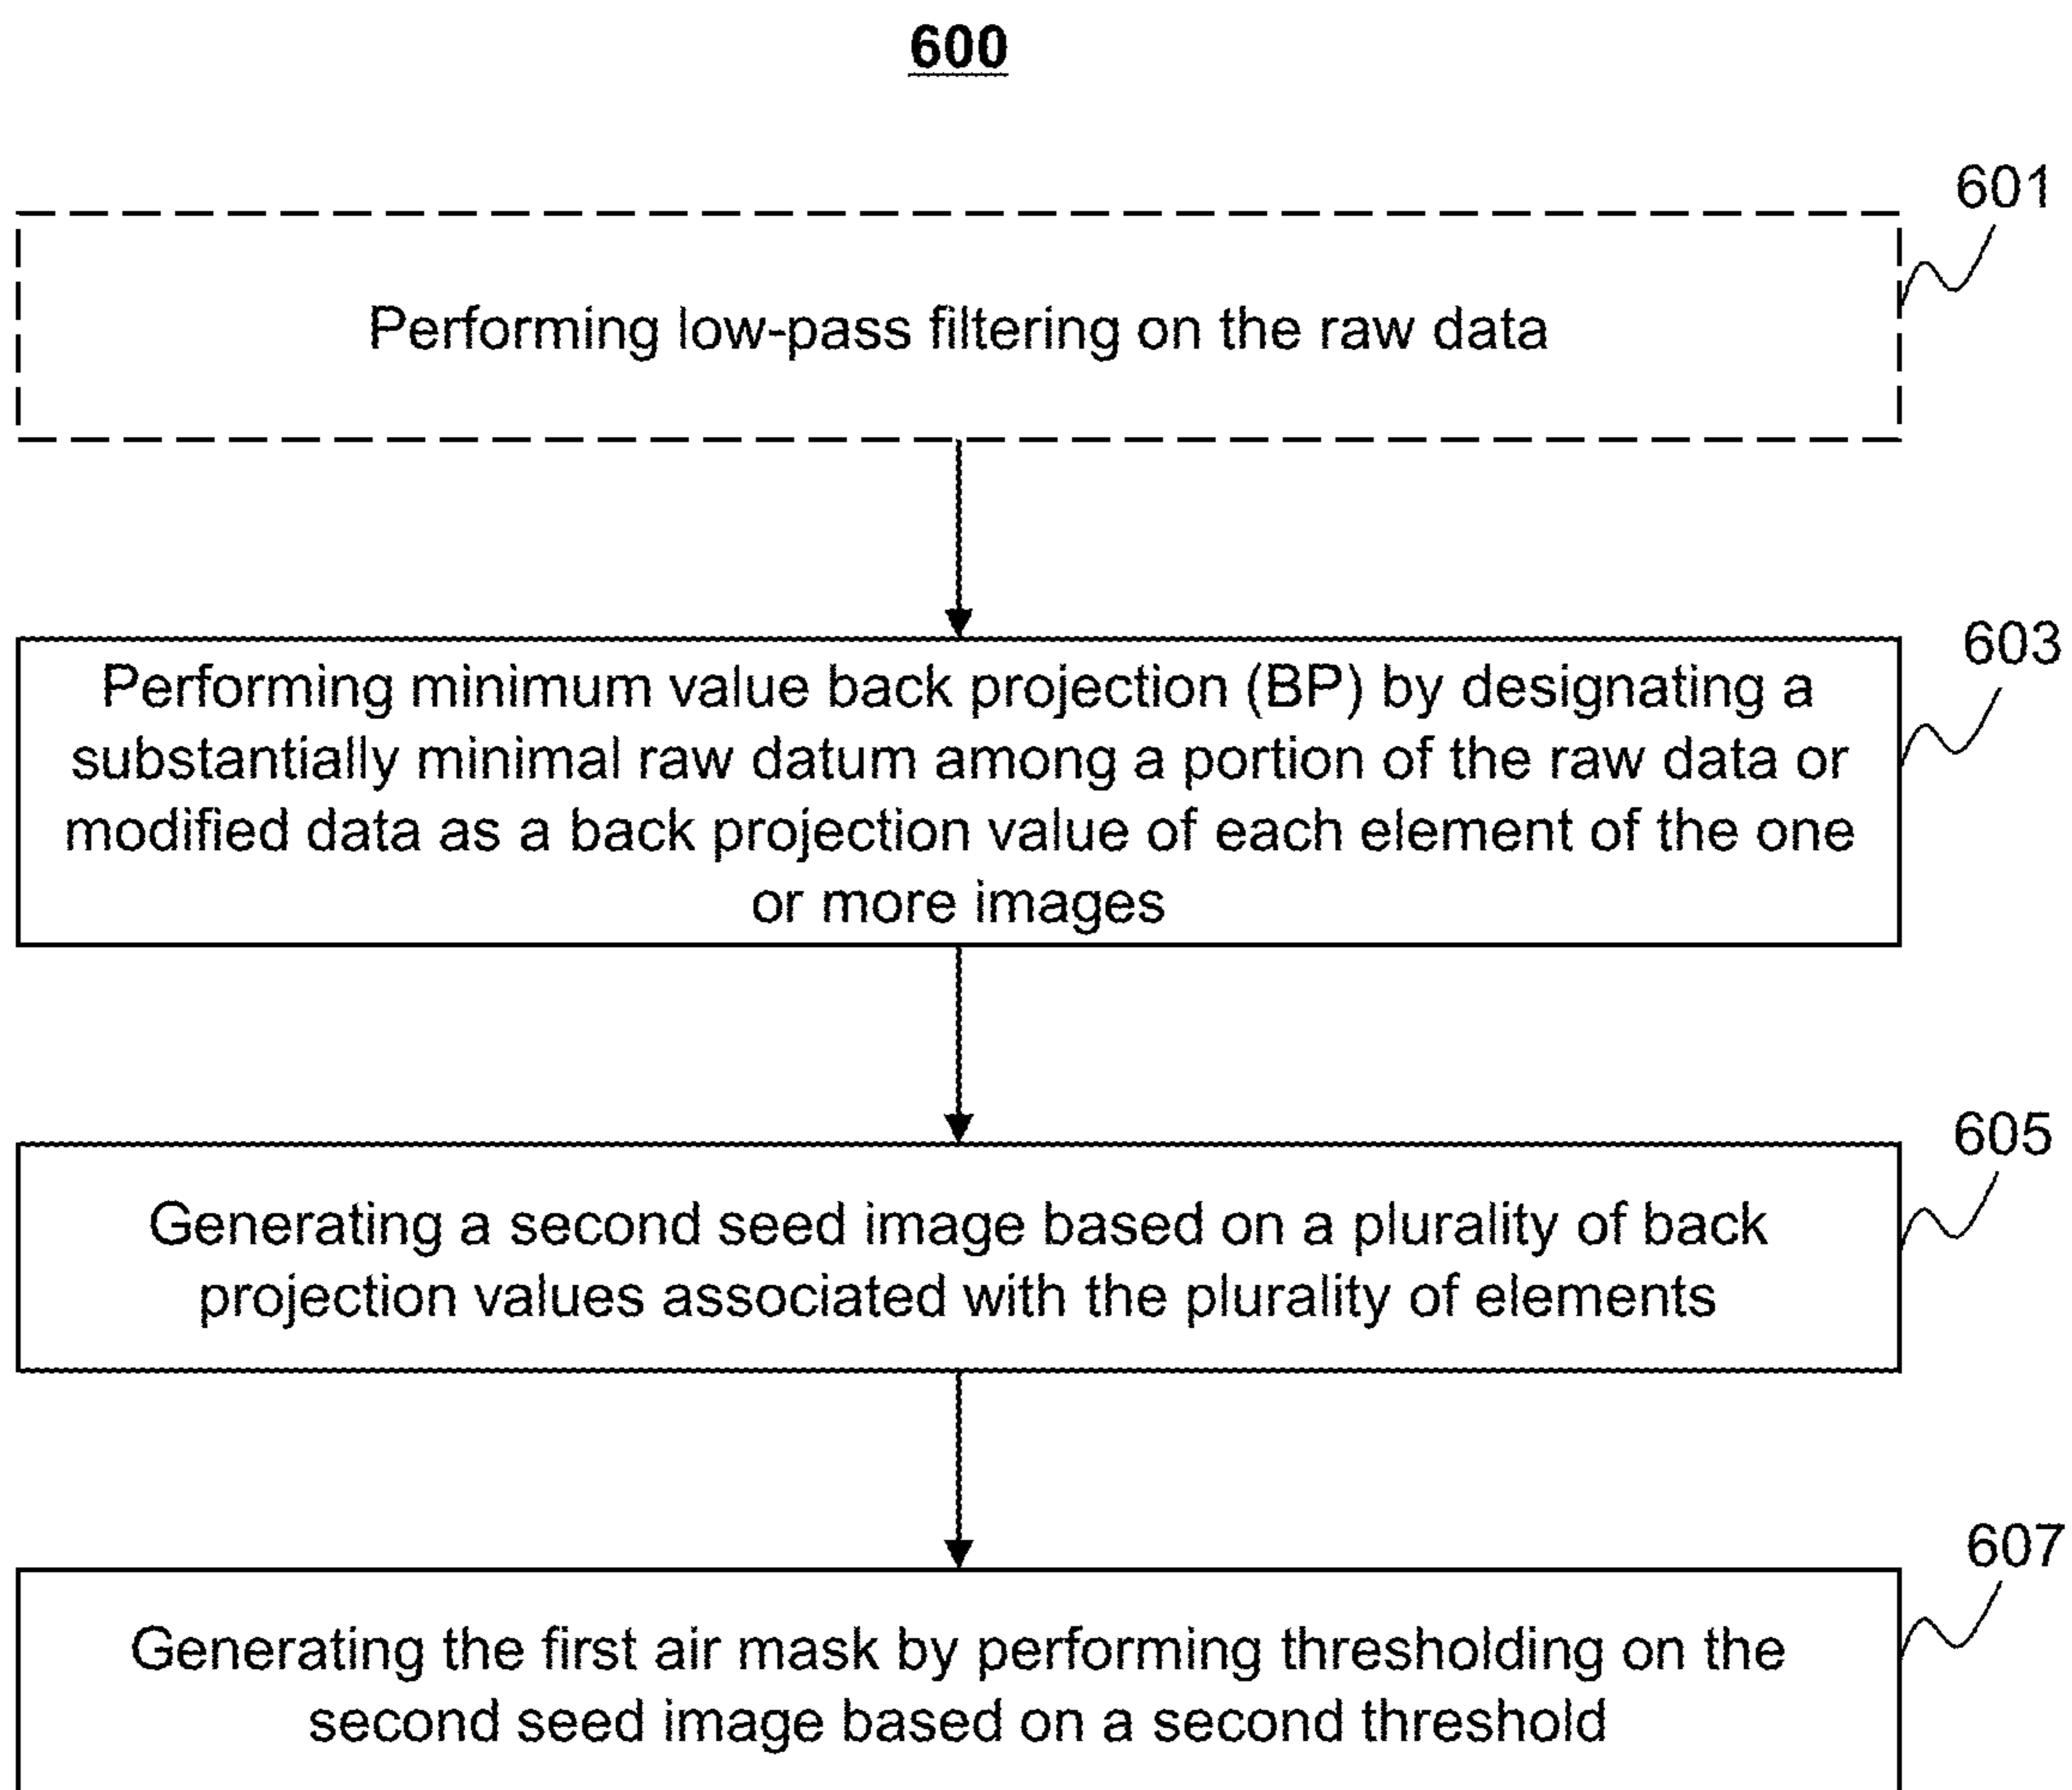 600
601
Performing low-pass filtering on the raw data
603
Performing minimum value back projection (BP) by designating a
substantially minimal raw datum among a portion of the raw data or
modified data as a back projection value of each element of the one
or more images
605
Generating a second seed image based on a plurality of back
projection values associated with the plurality of elements
607
Generating the first air mask by performing thresholding on the
second seed image based on a second threshold